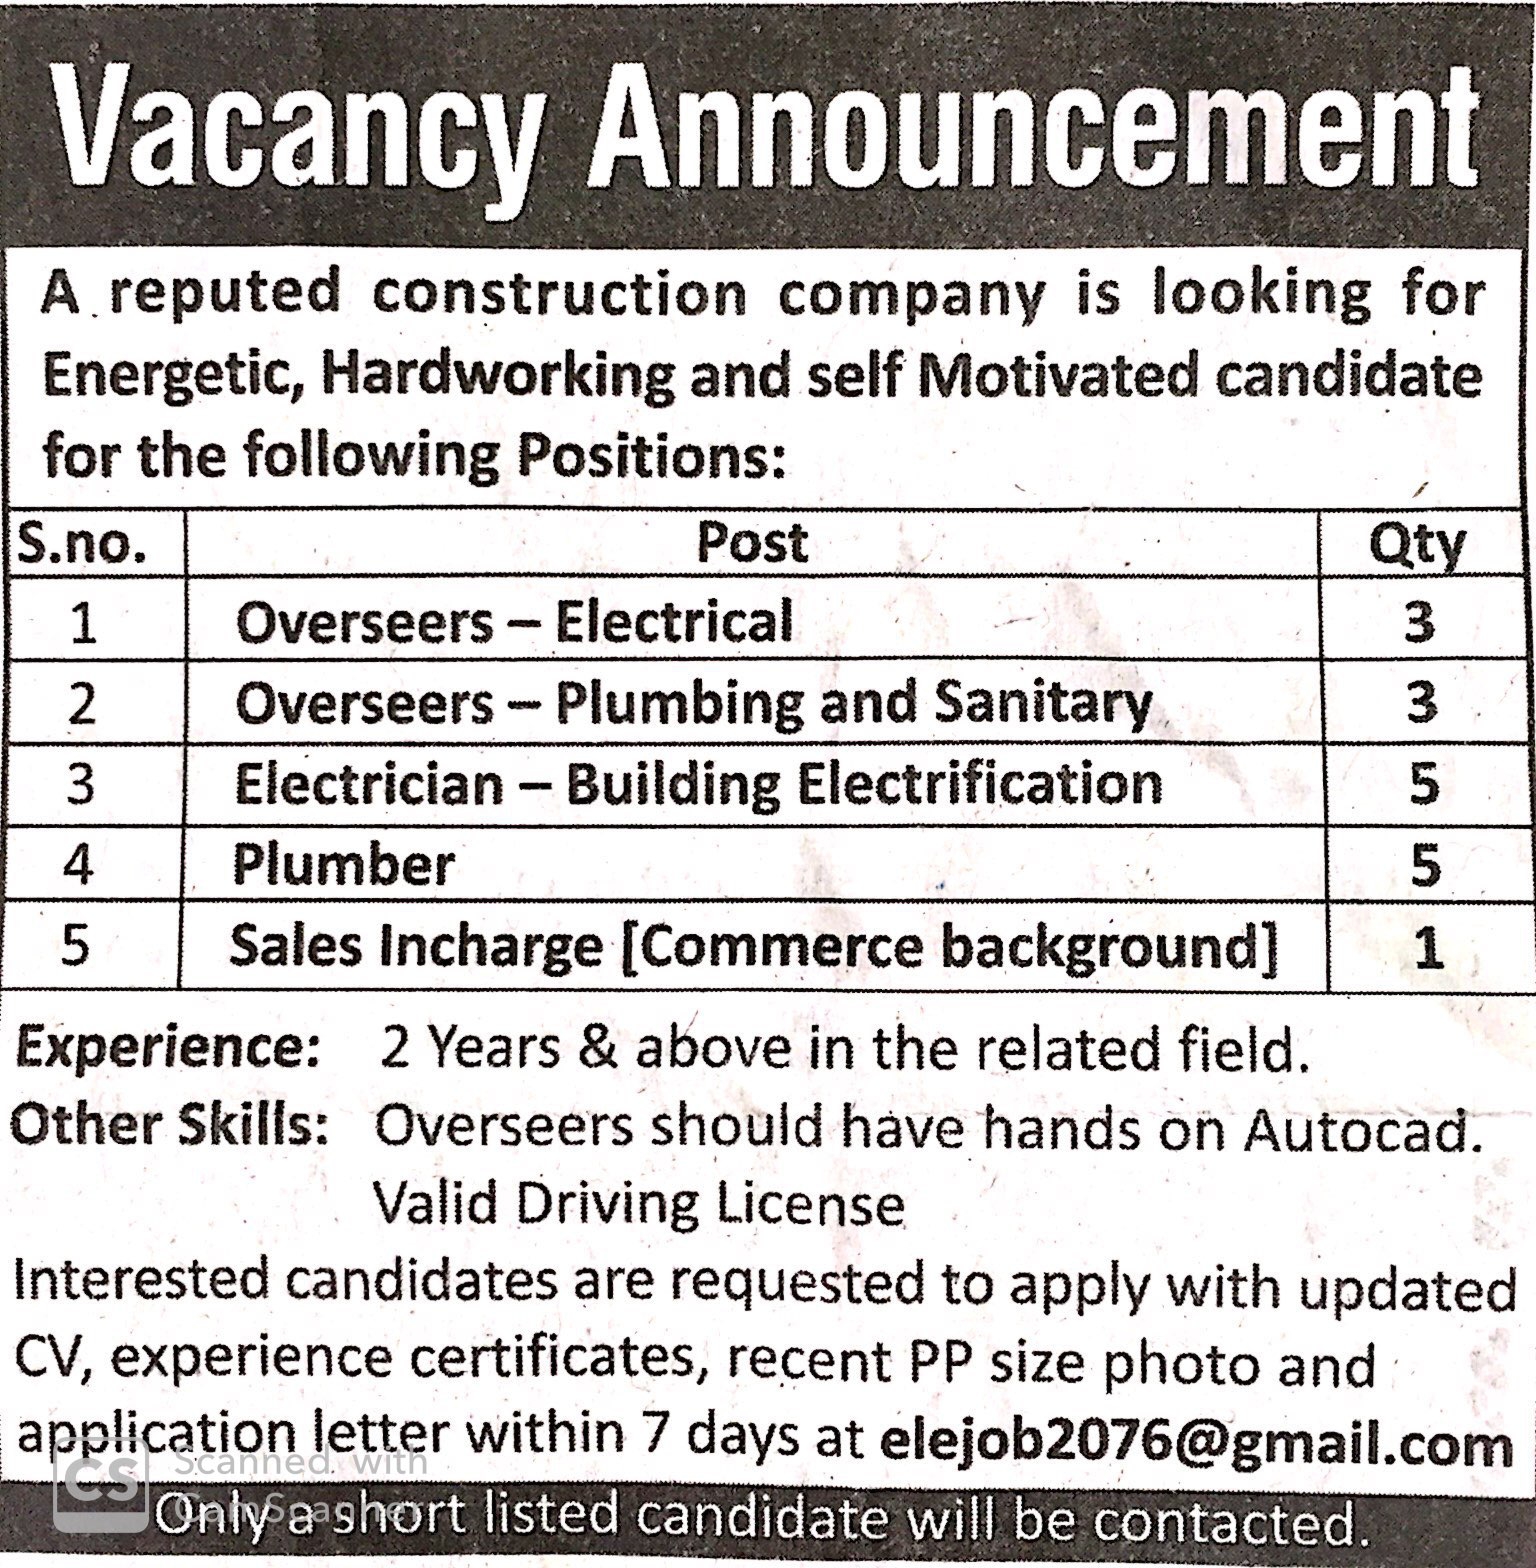 Vacancy Announcement
A reputed construction company is looking for
Energetic, Hardworking and self Motivated candidate
for the following Positions:
S.no. Post Qty
1 Overseers – Electrical 3
2 Overseers – Plumbing and Sanitary 3
3 Electrician – Building Electrification 5
4 Plumber 5
5 Sales Incharge [Commerce background] 1
Experience: 2 Years & above in the related field.
Other Skills: Overseers should have hands on Autocad.
Valid Driving License
Interested candidates are requested to apply with updated
CV, experience certificates, recent PP size photo and
application letter within 7 days at elejob2076@gmail.com
CS Scanned with
CamScanner
Only a short listed candidate will be contacted.